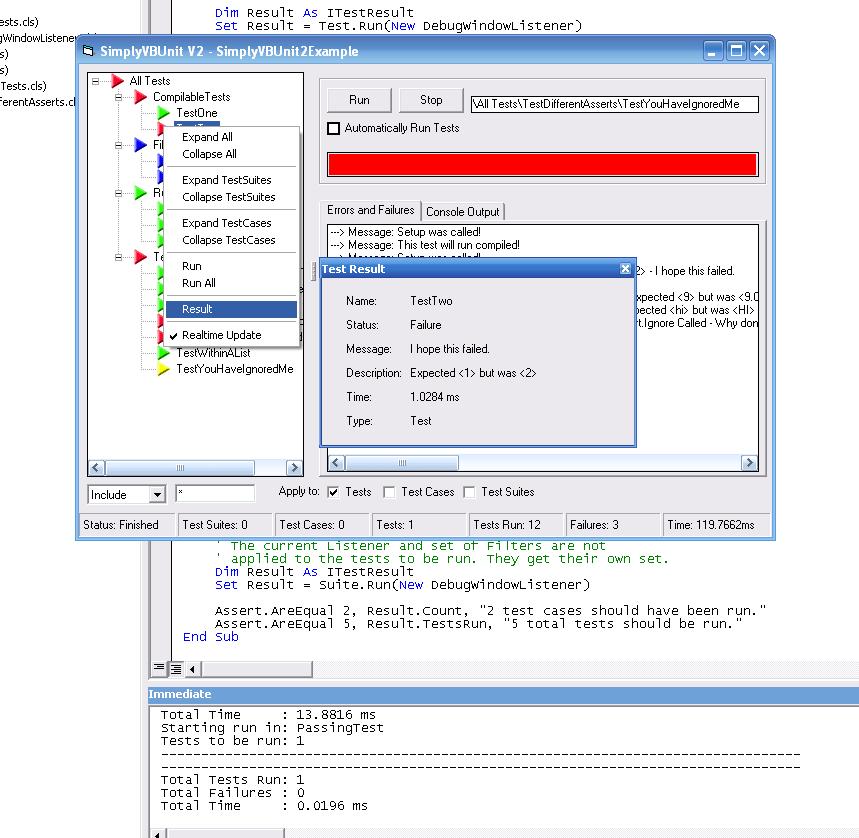 ests.cls)
gWindowListener
s)
s)
Tests.cls)
ferentAsserts.cl
Dim Result As ITestResult
Set Result = Test.Run(New DebugWindowListener)
SimplyVBUnit V2 - SimplyVBUnit2Example
All Tests
CompilableTests
TestOne
Fi
Re
Te
TestWithinAList
TestYouHaveIgnoredMe
Expand All
Collapse All
Expand TestSuites
Collapse TestSuites
Expand TestCases
Collapse TestCases
Run
Run All
Result
Realtime Update
Run
Stop
\All Tests\TestDifferentAsserts\TestYouHaveIgnoredMe
Automatically Run Tests
Errors and Failures
Console Output
---> Message: Setup was called!
---> Message: This test will run compiled!
---> Message: Setup was called!
2> - I hope this failed.
xpected <9> but was <9.0
pected <hi> but was <HI>
rt.Ignore Called - Why don
Test Result
Name: TestTwo
Status: Failure
Message: I hope this failed.
Description: Expected <1> but was <2>
Time: 1.0284 ms
Type: Test
Include
*
Apply to:
Tests
Test Cases
Test Suites
Status: Finished
Test Suites: 0
Test Cases: 0
Tests: 1
Tests Run: 12
Failures: 3
Time: 119.7662ms
' The current Listener and set of Filters are not
' applied to the tests to be run. They get their own set.
Dim Result As ITestResult
Set Result = Suite.Run(New DebugWindowListener)
Assert.AreEqual 2, Result.Count, "2 test cases should have been run."
Assert.AreEqual 5, Result.TestsRun, "5 total tests should be run."
End Sub
Immediate
Total Time     : 13.8816 ms
Starting run in: PassingTest
Tests to be run: 1
--------------------------------------------------------------------------------
--------------------------------------------------------------------------------
Total Tests Run: 1
Total Failures : 0
Total Time     : 0.0196 ms